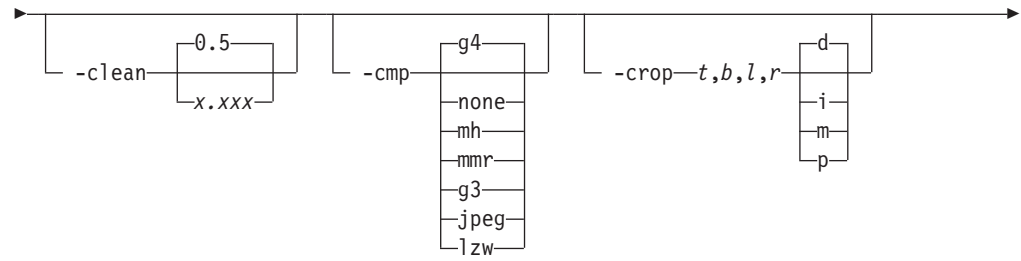 0.5
-clean
x.xxx
g4
-cmp
none
mh
mmr
g3
jpeg
lzw
d
-crop t,b,l,r
i
m
p